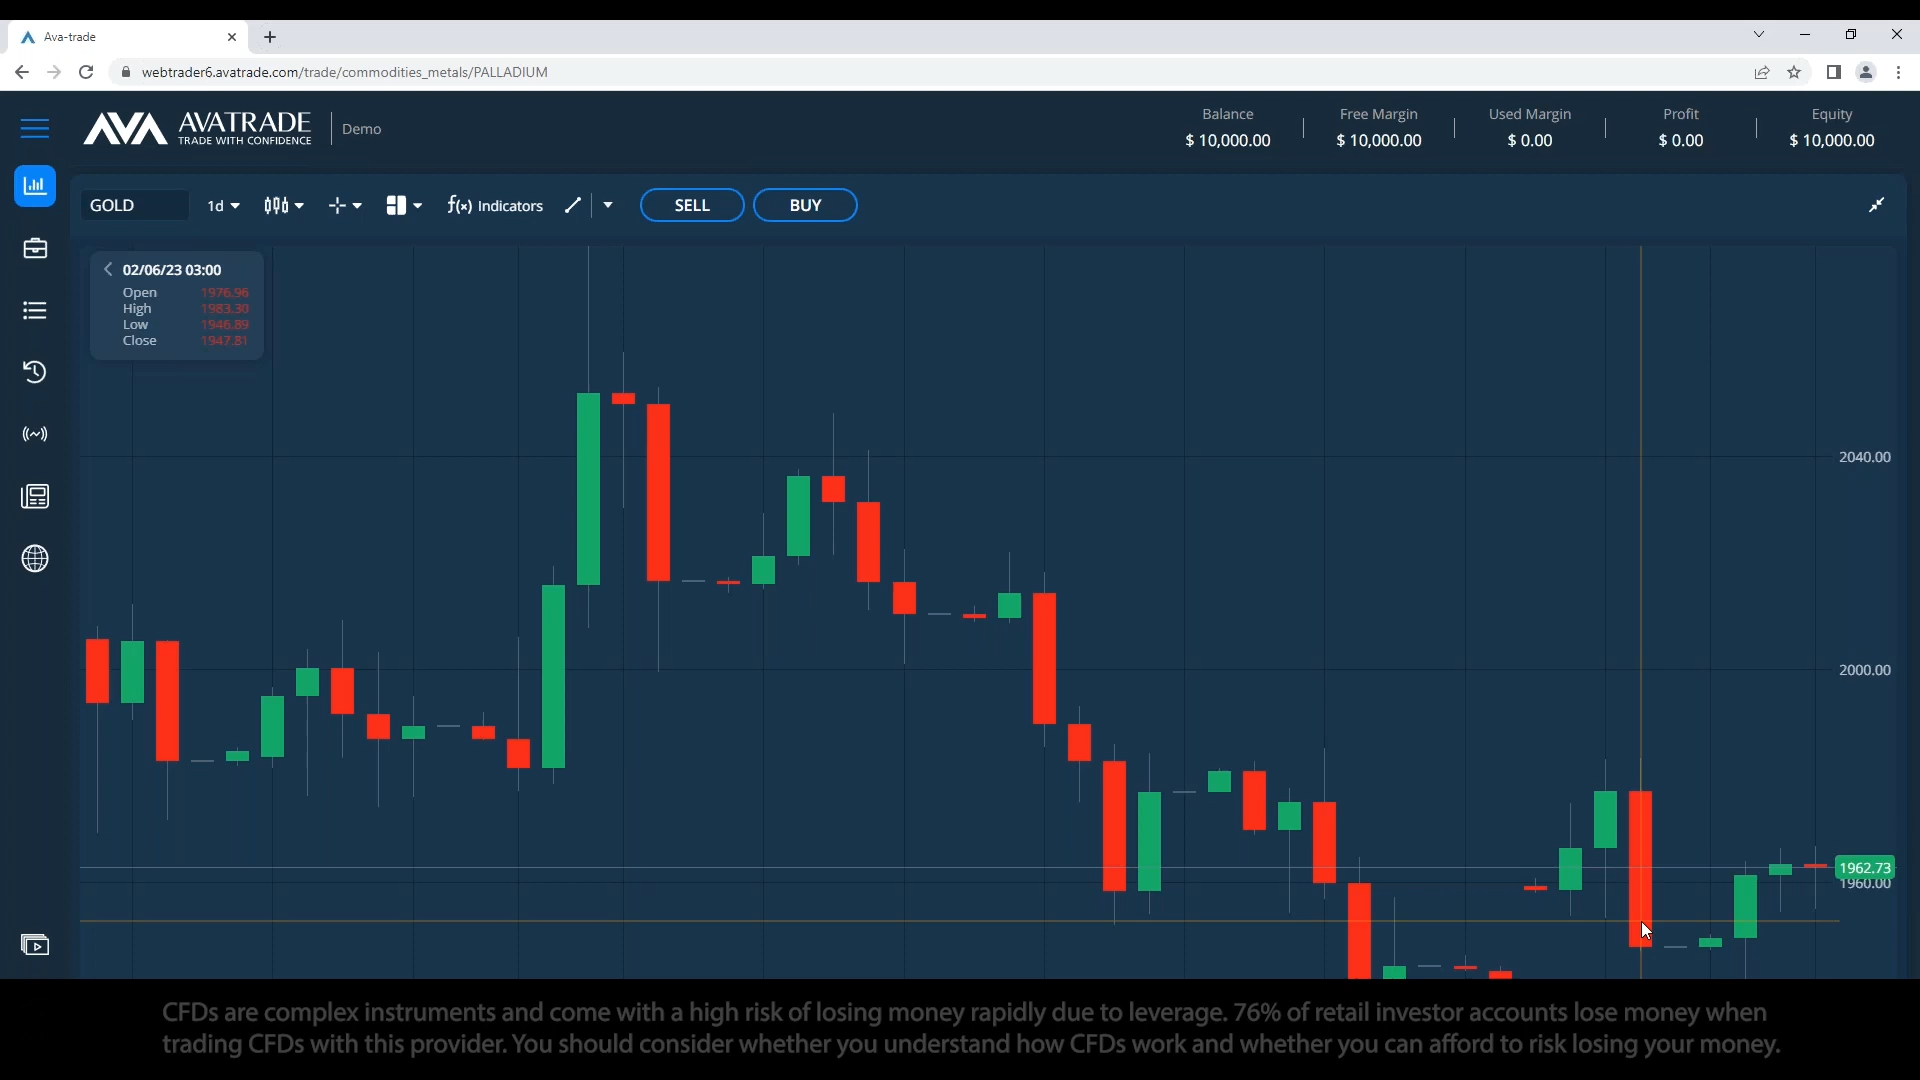 Ava-trade
webtrader6.avatrade.com/trade/commodities_metals/PALLADIUM
AVA AVATRADE Demo
TRADE WITH CONFIDENCE
Balance Free Margin Used Margin Profit Equity
$ 10,000.00 $ 10,000.00 $ 0.00 $ 0.00 $ 10,000.00
GOLD 1d f(x) Indicators SELL BUY
02/06/23 03:00
Open 1976.96
High 1983.30
Low 1946.89
Close 1947.81
2040.00
2000.00
1962.73
1960.00
CFDs are complex instruments and come with a high risk of losing money rapidly due to leverage. 76% of retail investor accounts lose money when
trading CFDs with this provider. You should consider whether you understand how CFDs work and whether you can afford to risk losing your money.